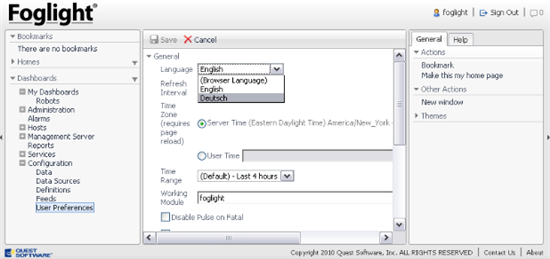 Foglight®
foglight | Sign Out | 0
Bookmarks
There are no bookmarks
Homes
Dashboards
My Dashboards
Robots
Administration
Alarms
Hosts
Management Server
Reports
Services
Configuration
Data
Data Sources
Definitions
Feeds
User Preferences
Save Cancel
General
Language English
(Browser Language)
English
Deutsch
Refresh Interval
Time Zone (requires page reload)
Server Time (Eastern Daylight Time) America/New_York
User Time
Time Range (Default) - Last 4 hours
Working Module foglight
Disable Pulse on Fatal
General Help
Actions
Bookmark
Make this my home page
Other Actions
New window
Themes
QUEST SOFTWARE®
Copyright 2010 Quest Software, Inc. ALL RIGHTS RESERVED | Contact Us | About